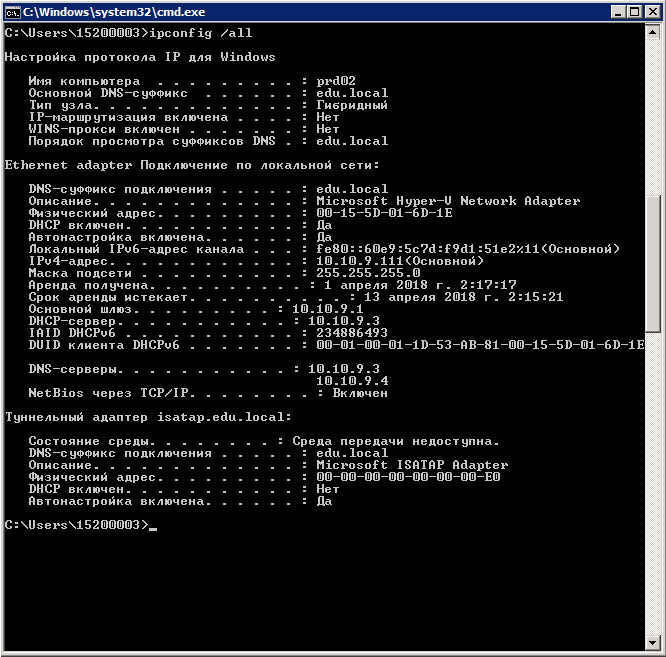 C:\Windows\system32\cmd.exe
C:\Users\15200003>ipconfig /all
Настройка протокола IP для Windows
Имя компьютера . . . . . . . . . : prd02
Основной DNS-суффикс . . . . . . : edu.local
Тип узла. . . . . . . . . . . . . : Гибридный
IP-маршрутизация включена . . . . : Нет
WINS-прокси включен . . . . . . . : Нет
Порядок просмотра суффиксов DNS . : edu.local
Ethernet adapter Подключение по локальной сети:
DNS-суффикс подключения . . . . . : edu.local
Описание. . . . . . . . . . . . . : Microsoft Hyper-V Network Adapter
Физический адрес. . . . . . . . . : 00-15-5D-01-6D-1E
DHCP включен. . . . . . . . . . . : Да
Автонастройка включена. . . . . . : Да
Локальный IPv6-адрес канала . . . : fe80::60e9:5c7d:f9d1:51e2%11(Основной)
IPv4-адрес. . . . . . . . . . . . : 10.10.9.111(Основной)
Маска подсети . . . . . . . . . . : 255.255.255.0
Аренда получена. . . . . . . . . . : 1 апреля 2018 г. 2:17:17
Срок аренды истекает. . . . . . . . . . : 13 апреля 2018 г. 2:15:21
Основной шлюз. . . . . . . . . : 10.10.9.1
DHCP-сервер. . . . . . . . . . . : 10.10.9.3
IAID DHCPv6 . . . . . . . . . . . : 234886493
DUID клиента DHCPv6 . . . . . . . : 00-01-00-01-1D-53-AB-81-00-15-5D-01-6D-1E
DNS-серверы. . . . . . . . . . . : 10.10.9.3
10.10.9.4
NetBios через TCP/IP. . . . . . . . : Включен
Туннельный адаптер isatap.edu.local:
Состояние среды. . . . . . . . : Среда передачи недоступна.
DNS-суффикс подключения . . . . . : edu.local
Описание. . . . . . . . . . . . . : Microsoft ISATAP Adapter
Физический адрес. . . . . . . . . : 00-00-00-00-00-00-00-E0
DHCP включен. . . . . . . . . . . : Нет
Автонастройка включена. . . . . . : Да
C:\Users\15200003>_